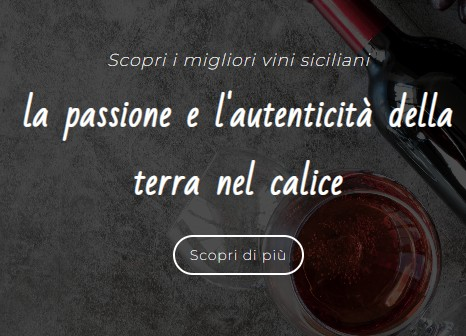 Scopri i migliori vini siciliani
la passione e l'autenticità della
terra nel calice
Scopri di più